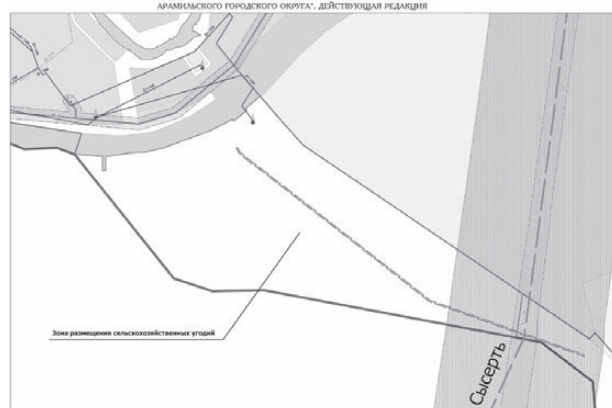 АРАМИЛЬСКОГО ГОРОДСКОГО ОКРУГА". ДЕЙСТВУЮЩАЯ РЕДАКЦИЯ
Зона размещения сельскохозяйственных угодий
Сысерть